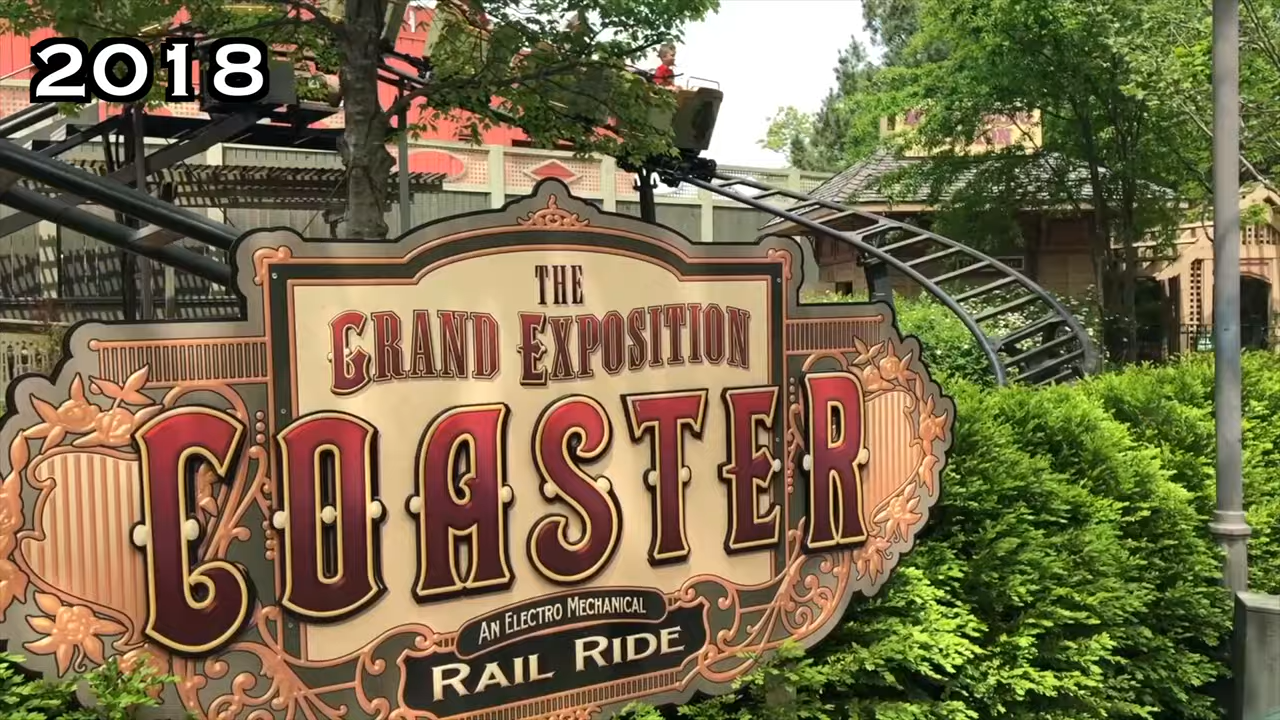 2018
THE
GRAND EXPOSITION
COASTER
AN ELECTRO MECHANICAL
RAIL RIDE